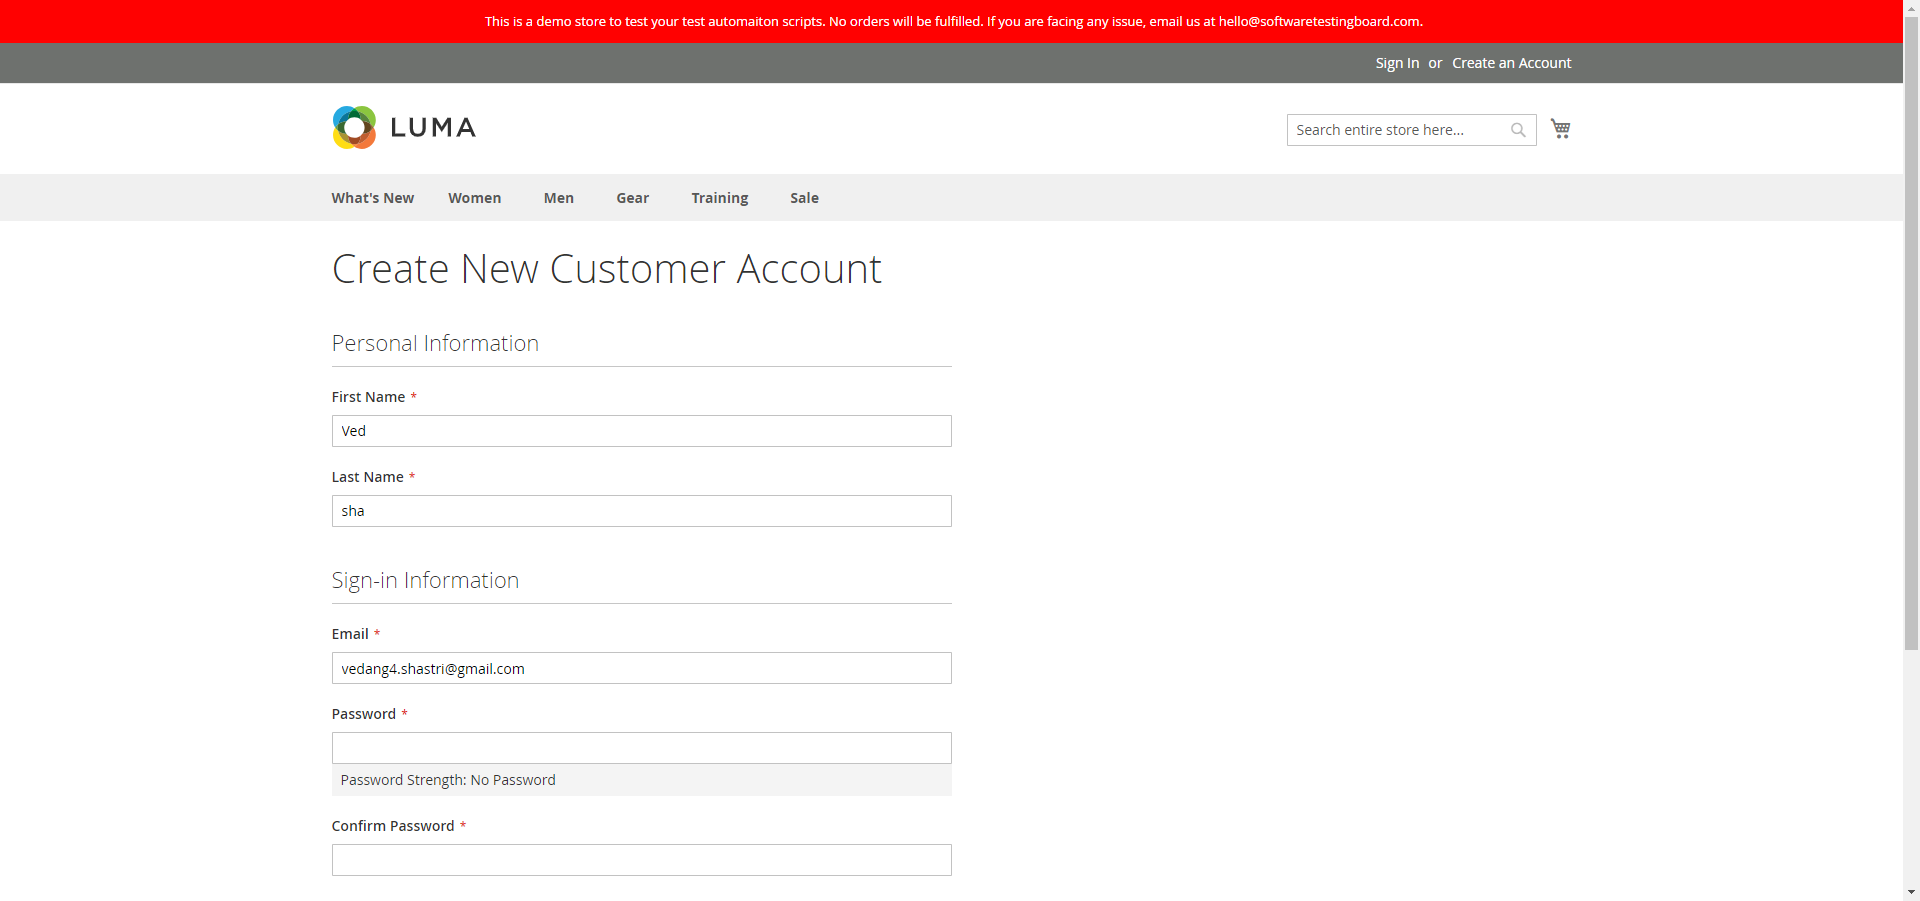 This is a demo store to test your test automaiton scripts. No orders will be fulfilled. If you are facing any issue, email us at hello@softwaretestingboard.com.
Sign In or Create an Account
LUMA
Search entire store here...
What's New Women Men Gear Training Sale
Create New Customer Account
Personal Information
First Name *
Ved
Last Name *
sha
Sign-in Information
Email *
vedang4.shastri@gmail.com
Password *
Password Strength: No Password
Confirm Password *